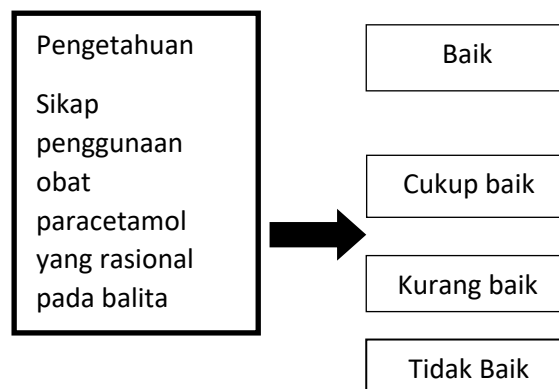 Pengetahuan
Sikap
penggunaan
obat
paracetamol
yang rasional
pada balita
Baik
Cukup baik
Kurang baik
Tidak Baik